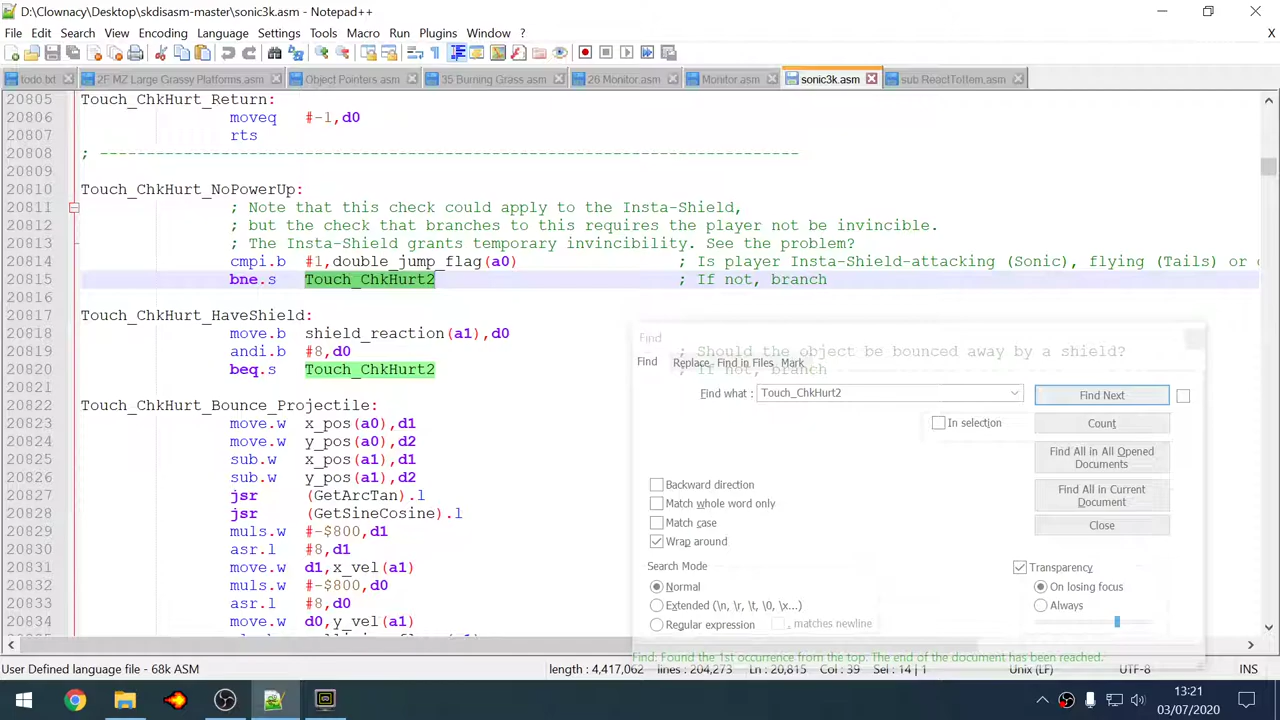 D:\Clownacy\Desktop\skdisasm-master\sonic3k.asm - Notepad++
File Edit Search View Encoding Language Settings Tools Macro Run Plugins Window ?
X
todo.txt 2F MZ Large Grassy Platforms.asm Object Pointers.asm 35 Burning Grass.asm 26 Monitor.asm Monitor.asm sonic3k.asm sub ReactToItem.asm
20805 Touch_ChkHurt_Return:
20806 moveq #-1,d0
20807 rts
20808 ; ---------------------------------------------------------------------------
20809
20810 Touch_ChkHurt_NoPowerUp:
20811 ; Note that this check could apply to the Insta-Shield,
20812 ; but the check that branches to this requires the player not be invincible.
20813 ; The Insta-Shield grants temporary invincibility. See the problem?
20814 cmpi.b #1,double_jump_flag(a0) ; Is player Insta-Shield-attacking (Sonic), flying (Tails) or
20815 bne.s Touch_ChkHurt2 ; If not, branch
20816
20817 Touch_ChkHurt_HaveShield:
20818 move.b shield_reaction(a1),d0
20819 andi.b #8,d0 ; Should the object be bounced away by a shield?
20820 beq.s Touch_ChkHurt2 ; If not, branch
20821
20822 Touch_ChkHurt_Bounce_Projectile:
20823 move.w x_pos(a0),d1
20824 move.w y_pos(a0),d2
20825 sub.w x_pos(a1),d1
20826 sub.w y_pos(a1),d2
20827 jsr (GetArcTan).l
20828 jsr (GetSineCosine).l
20829 muls.w #-$800,d1
20830 asr.l #8,d1
20831 move.w d1,x_vel(a1)
20832 muls.w #-$800,d0
20833 asr.l #8,d0
20834 move.w d0,y_vel(a1)
Find
Find Replace Find in Files Mark
Find what : Touch_ChkHurt2
Find Next
In selection
Count
Find All in All Opened Documents
Find All in Current Document
Close
Backward direction
Match whole word only
Match case
Wrap around
Search Mode
Normal
Extended (\n, \r, \t, \0, \x...)
Regular expression
. matches newline
Transparency
On losing focus
Always
Find: Found the 1st occurrence from the top. The end of the document has been reached.
User Defined language file - 68k ASM length : 4,417,062 lines : 204,273 Ln : 20,815 Col : 39 Sel : 14 | 1 Unix (LF) UTF-8 INS
13:21
03/07/2020